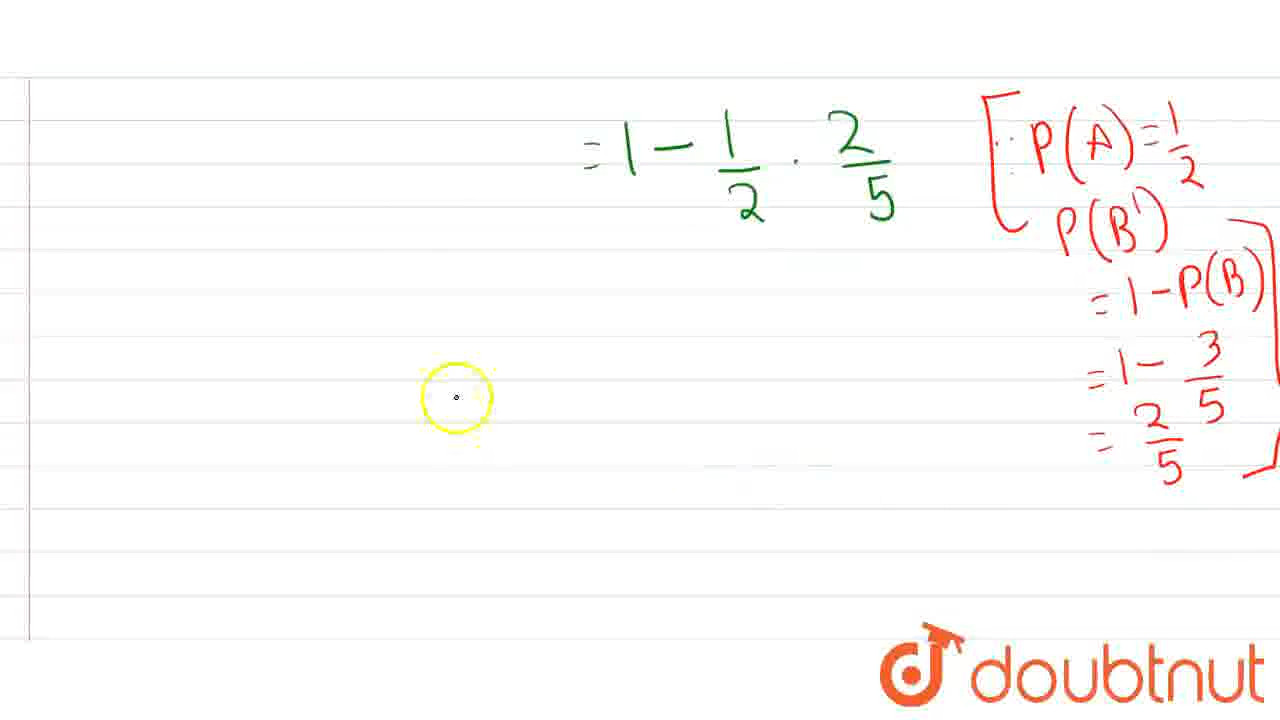 = 1 - 1/2 · 2/5
[∵ P(A) = 1/2
P(B')
= 1 - P(B)
= 1 - 3/5
= 2/5]
doubtnut